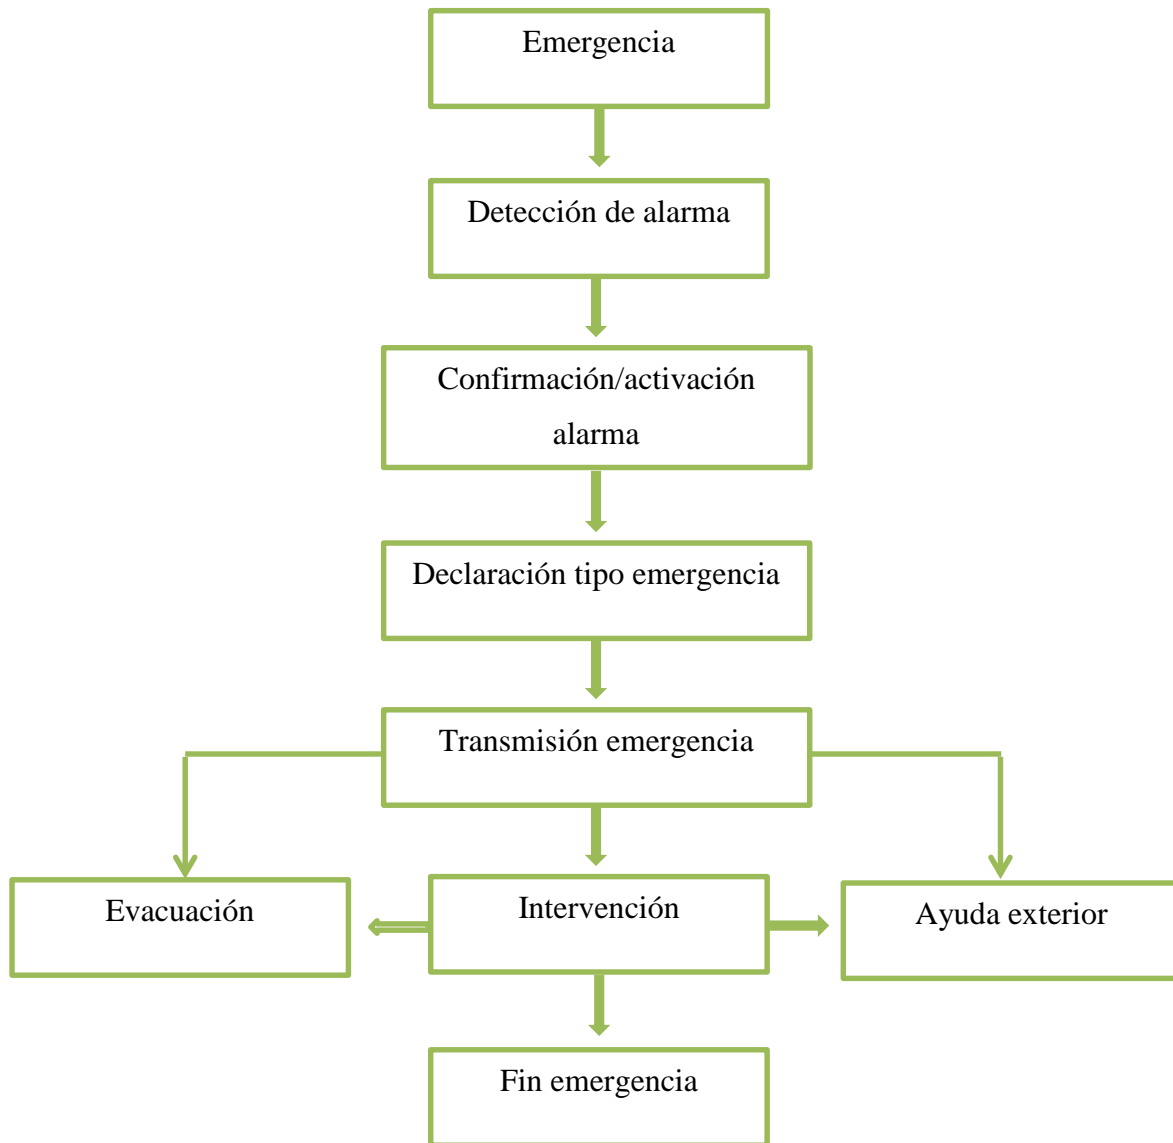 Emergencia
Detección de alarma
Confirmación/activación
alarma
Declaración tipo emergencia
Transmisión emergencia
Evacuación
Intervención
Ayuda exterior
Fin emergencia